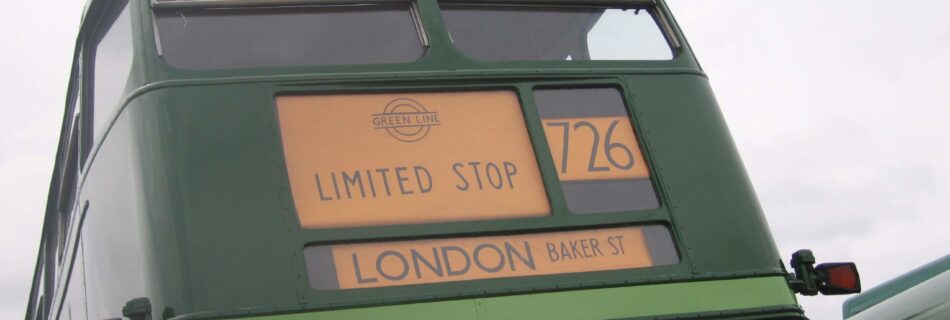 GREEN LINE
LIMITED STOP
726
LONDON BAKER ST